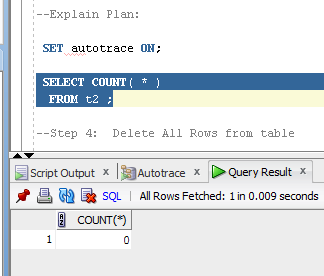 --Explain Plan:
SET autotrace ON;
SELECT COUNT( * )
FROM t2 ;
--Step 4:  Delete All Rows from table
Script Output x Autotrace x Query Result x
SQL | All Rows Fetched: 1 in 0.009 seconds
COUNT(*)
1 0